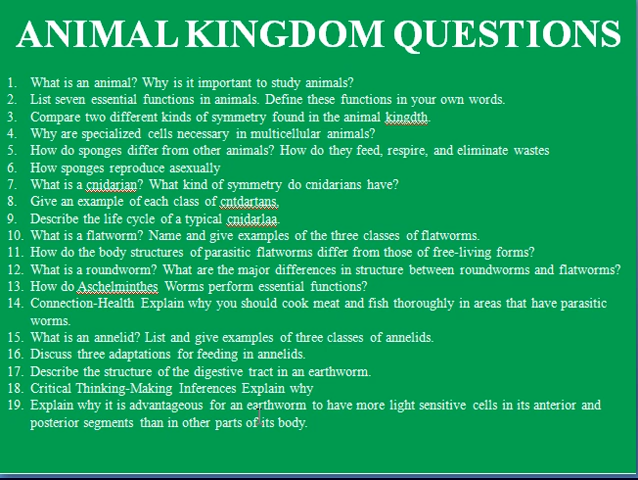 ANIMAL KINGDOM QUESTIONS
1. What is an animal? Why is it important to study animals?
2. List seven essential functions in animals. Define these functions in your own words.
3. Compare two different kinds of symmetry found in the animal kingdth.
4. Why are specialized cells necessary in multicellular animals?
5. How do sponges differ from other animals? How do they feed, respire, and eliminate wastes
6. How sponges reproduce asexually
7. What is a cnidarian? What kind of symmetry do cnidarians have?
8. Give an example of each class of cntdartans,
9. Describe the life cycle of a typical cnidarlaa.
10. What is a flatworm? Name and give examples of the three classes of flatworms.
11. How do the body structures of parasitic flatworms differ from those of free-living forms?
12. What is a roundworm? What are the major differences in structure between roundworms and flatworms?
13. How do Aschelminthes Worms perform essential functions?
14. Connection-Health Explain why you should cook meat and fish thoroughly in areas that have parasitic
worms.
15. What is an annelid? List and give examples of three classes of annelids.
16. Discuss three adaptations for feeding in annelids.
17. Describe the structure of the digestive tract in an earthworm.
18. Critical Thinking-Making Inferences Explain why
19. Explain why it is advantageous for an earthworm to have more light sensitive cells in its anterior and
posterior segments than in other parts of its body.